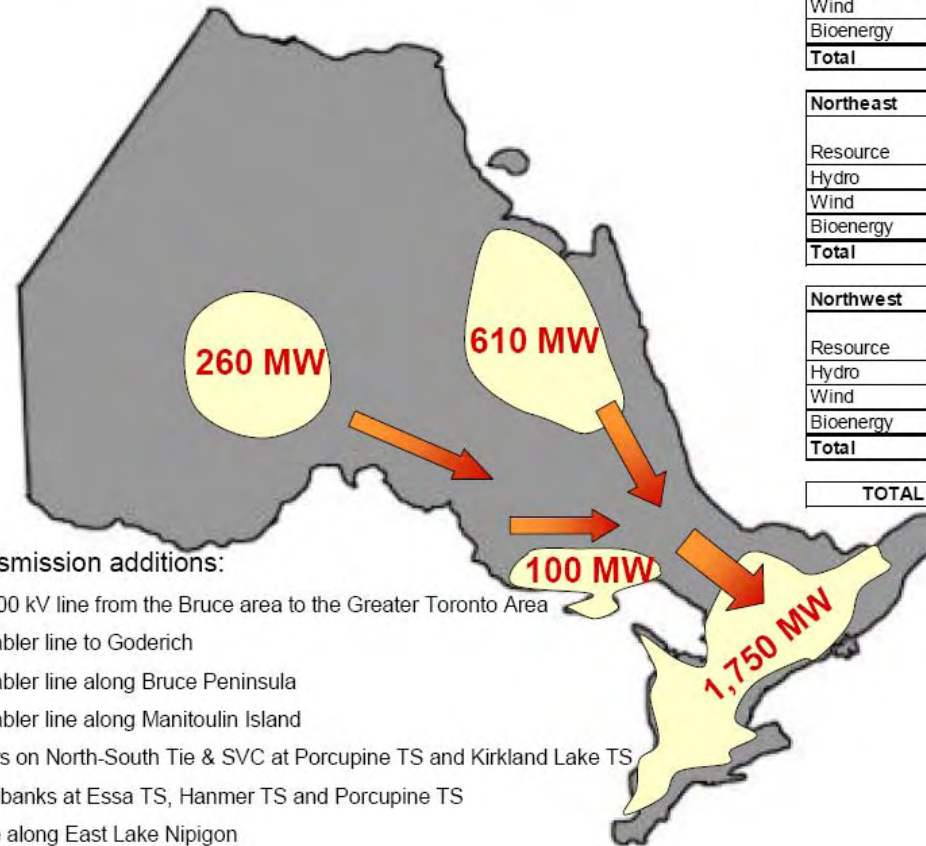 Wind
Bioenergy
Total
Northeast
Resource
Hydro
Wind
Bioenergy
Total
Northwest
Resource
Hydro
Wind
Bioenergy
Total
TOTAL
260 MW
610 MW
100 MW
1,750 MW
smission additions:
00 kV line from the Bruce area to the Greater Toronto Area
bler line to Goderich
bler line along Bruce Peninsula
bler line along Manitoulin Island
s on North-South Tie & SVC at Porcupine TS and Kirkland Lake TS
banks at Essa TS, Hanmer TS and Porcupine TS
along East Lake Nipigon